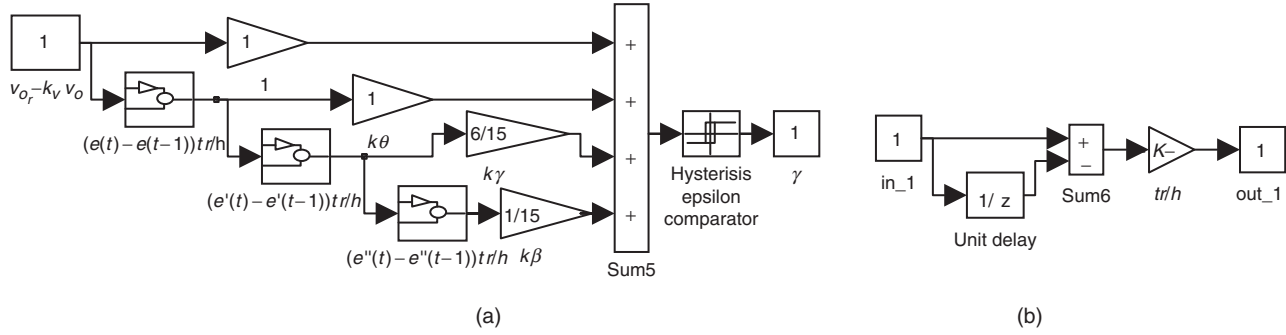 1
v_{o_r} – k_v v_o
1
+
(e(t) – e(t–1))tr/h
1
1
+
(e'(t) – e'(t–1))tr/h
kθ
6/15
kγ
+
(e"(t) – e"(t–1))tr/h
1/15
kβ
+
Sum5
Hysterisis
epsilon
comparator
1
γ
(a)
1
in_1
1/ z
Unit delay
+
–
Sum6
K–
tr/h
1
out_1
(b)